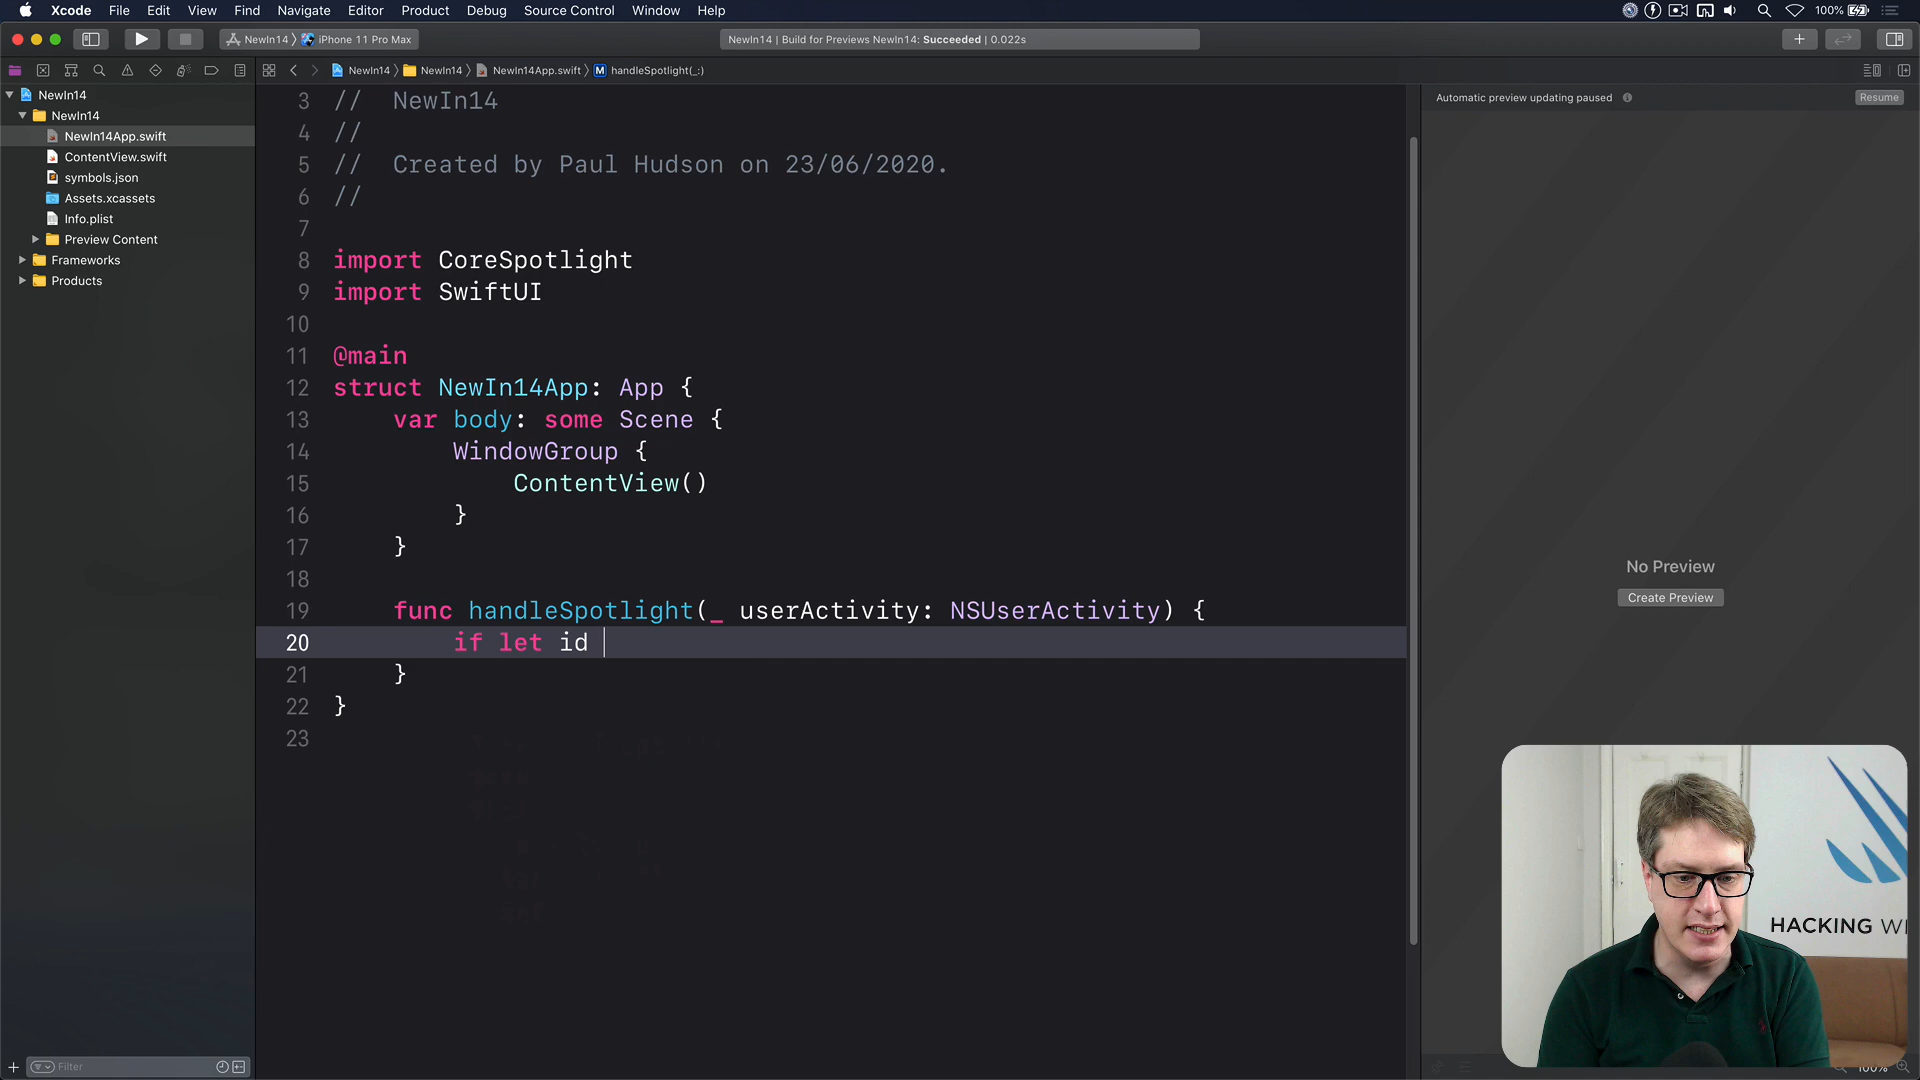 Xcode File Edit View Find Navigate Editor Product Debug Source Control Window Help
100%
NewIn14 iPhone 11 Pro Max
NewIn14 | Build for Previews NewIn14: Succeeded | 0.022s
NewIn14 NewIn14 NewIn14App.swift M handleSpotlight(_:)
NewIn14
NewIn14
NewIn14App.swift
ContentView.swift
symbols.json
Assets.xcassets
Info.plist
Preview Content
Frameworks
Products
Filter
3 // NewIn14
4 //
5 // Created by Paul Hudson on 23/06/2020.
6 //
7
8 import CoreSpotlight
9 import SwiftUI
10
11 @main
12 struct NewIn14App: App {
13 var body: some Scene {
14 WindowGroup {
15 ContentView()
16 }
17 }
18
19 func handleSpotlight(_ userActivity: NSUserActivity) {
20 if let id
21 }
22 }
23
Automatic preview updating paused
Resume
No Preview
Create Preview
HACKING
100%